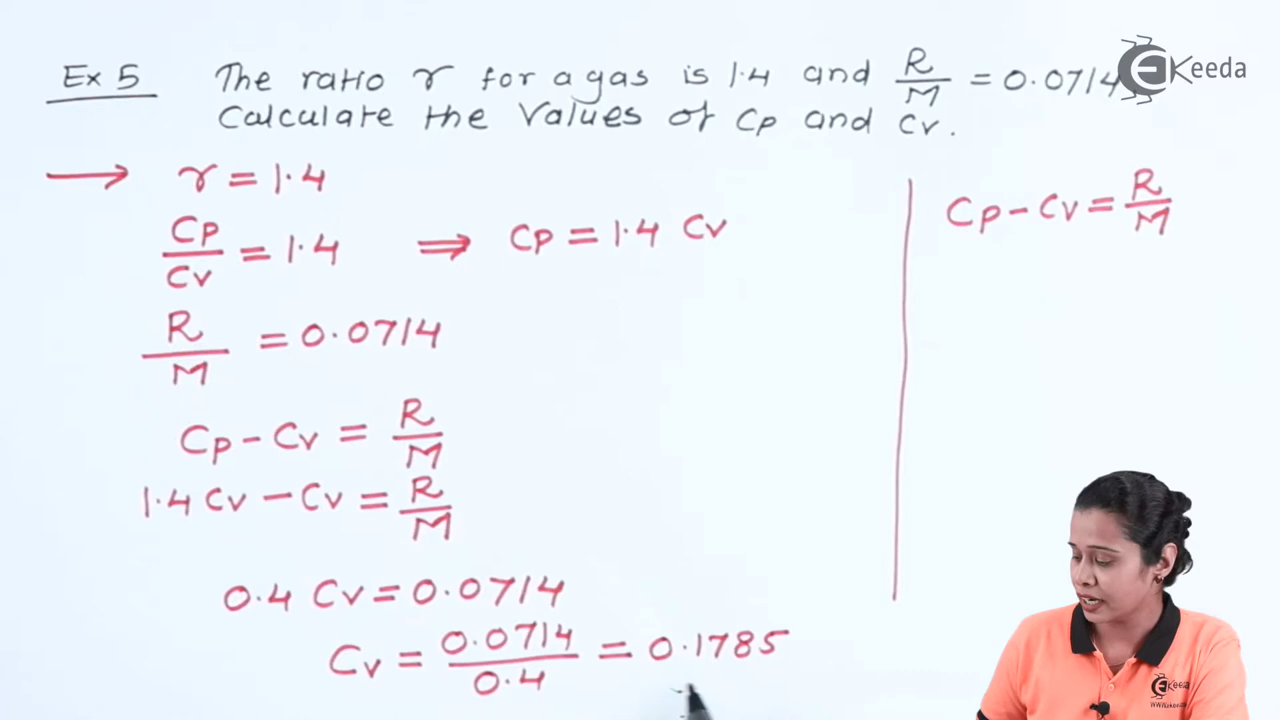 Ex 5 The ratio γ for a gas is 1.4 and R/M = 0.0714
Calculate the values of Cp and Cv.
→ γ = 1.4
Cp/Cv = 1.4 ⇒ Cp = 1.4 Cv
R/M = 0.0714
Cp - Cv = R/M
1.4 Cv - Cv = R/M
0.4 Cv = 0.0714
Cv = 0.0714/0.4 = 0.1785
Cp - Cv = R/M
EKeeda
EKeeda